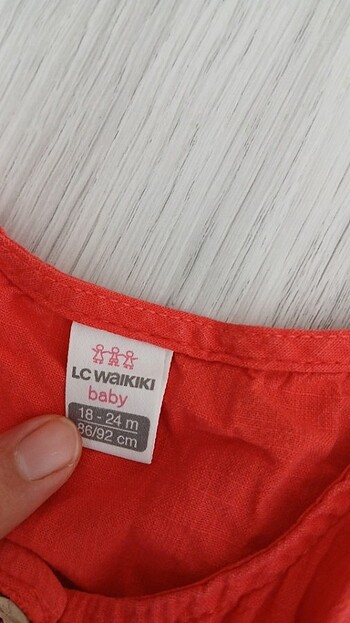 LC WAIKIKI
baby
18 - 24 m
86/92 cm